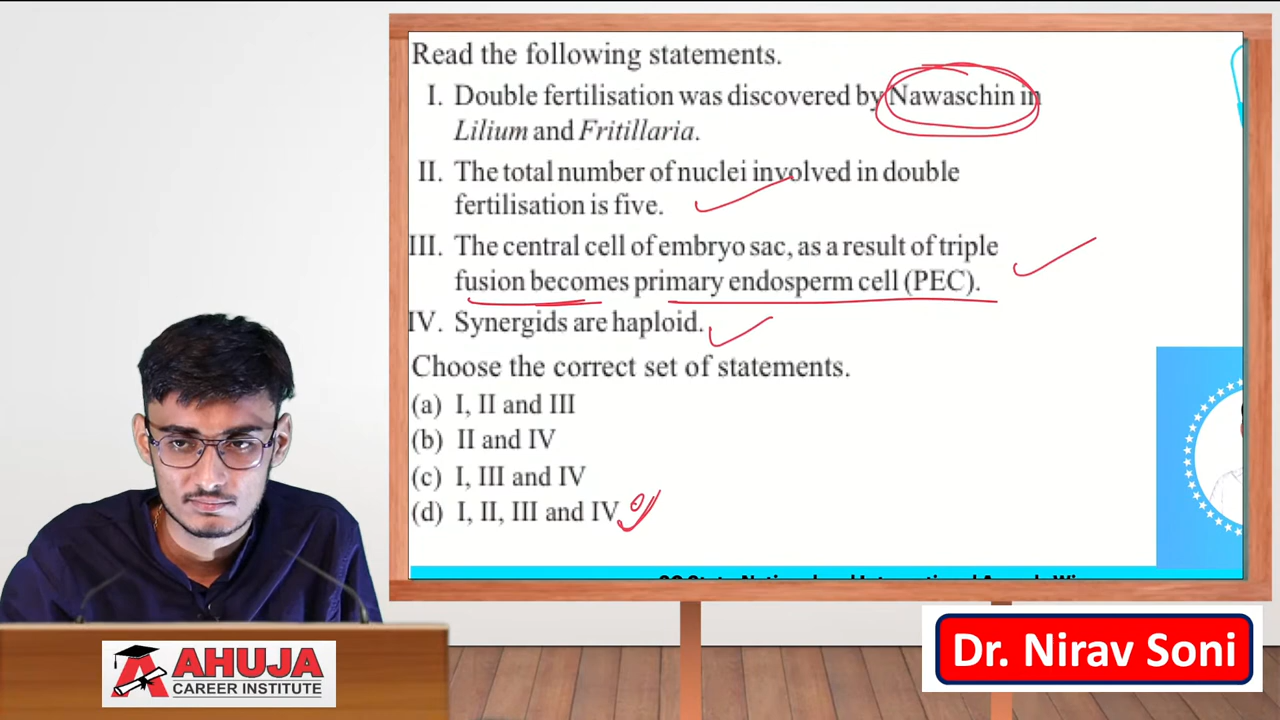 Read the following statements.
I. Double fertilisation was discovered by Nawaschin in
Lilium and Fritillaria.
II. The total number of nuclei involved in double
fertilisation is five.
III. The central cell of embryo sac, as a result of triple
fusion becomes primary endosperm cell (PEC).
IV. Synergids are haploid.
Choose the correct set of statements.
(a) I, II and III
(b) II and IV
(c) I, III and IV
(d) I, II, III and IV
AHUJA
CAREER INSTITUTE
Dr. Nirav Soni